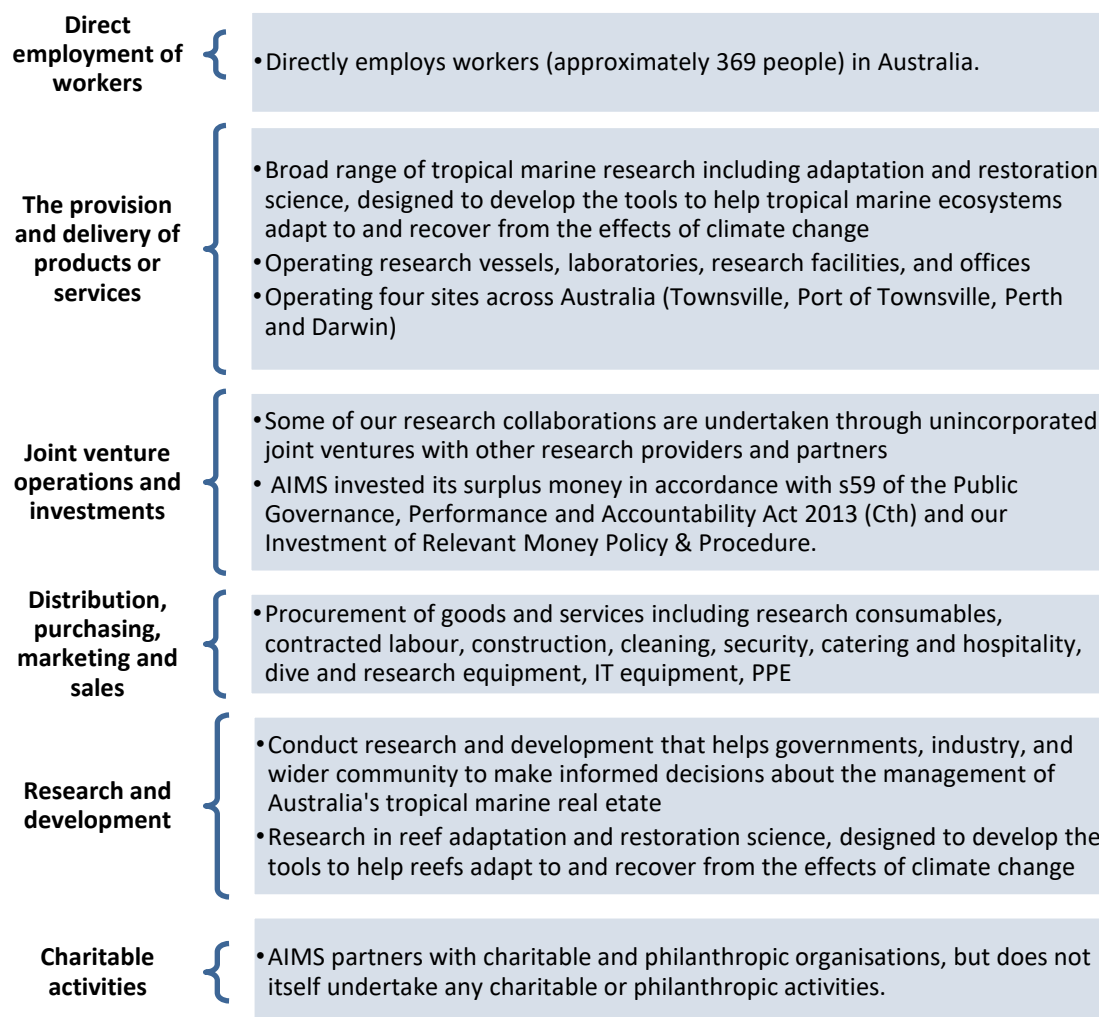 Direct
employment of
workers
•Directly employs workers (approximately 369 people) in Australia.
The provision
and delivery of
products or
services
•Broad range of tropical marine research including adaptation and restoration
science, designed to develop the tools to help tropical marine ecosystems
adapt to and recover from the effects of climate change
•Operating research vessels, laboratories, research facilities, and offices
•Operating four sites across Australia (Townsville, Port of Townsville, Perth
and Darwin)
Joint venture
operations and
investments
•Some of our research collaborations are undertaken through unincorporated
joint ventures with other research providers and partners
• AIMS invested its surplus money in accordance with s59 of the Public
Governance, Performance and Accountability Act 2013 (Cth) and our
Investment of Relevant Money Policy & Procedure.
Distribution,
purchasing,
marketing and
sales
•Procurement of goods and services including research consumables,
contracted labour, construction, cleaning, security, catering and hospitality,
dive and research equipment, IT equipment, PPE
Research and
development
•Conduct research and development that helps governments, industry, and
wider community to make informed decisions about the management of
Australia's tropical marine real etate
•Research in reef adaptation and restoration science, designed to develop the
tools to help reefs adapt to and recover from the effects of climate change
Charitable
activities
•AIMS partners with charitable and philanthropic organisations, but does not
itself undertake any charitable or philanthropic activities.